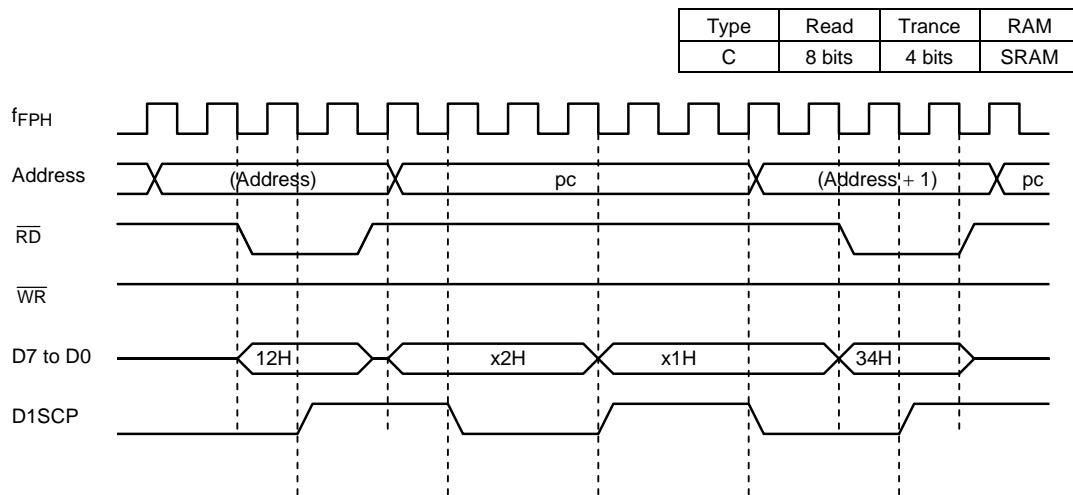 Type Read Trance RAM
C 8 bits 4 bits SRAM
fFPH
Address (Address) pc (Address + 1) pc
RD
WR
D7 to D0 12H x2H x1H 34H
D1SCP